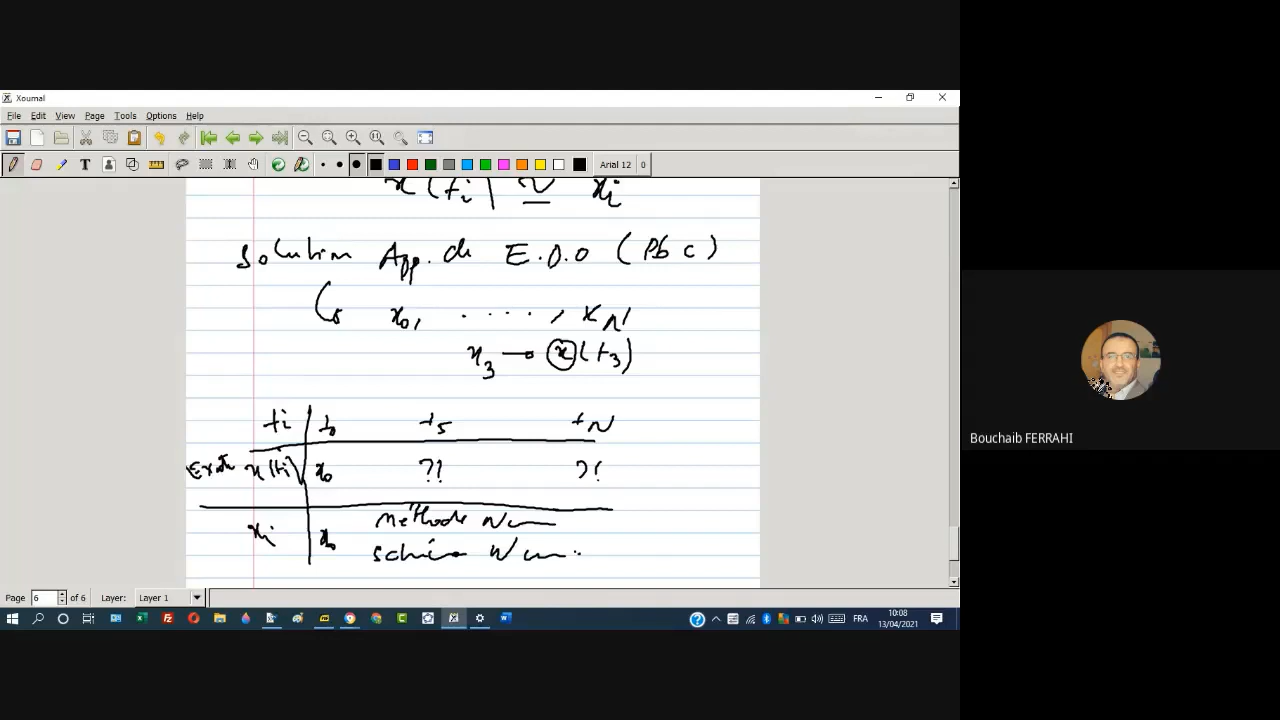 Xournal
File Edit View Page Tools Options Help
Arial 12 0
x(ti) ≃ xi
Solution App. de E.D.O (Pb C)
x0, . . . . , xN
x3 → x(t3)
ti t0 t5 tN
Exacte x(ti) x0 ?! ?!
xi x0 méthode Num
schéma Num.
Bouchaib FERRAHI
Page 6 of 6 Layer: Layer 1
FRA
10:08
13/04/2021